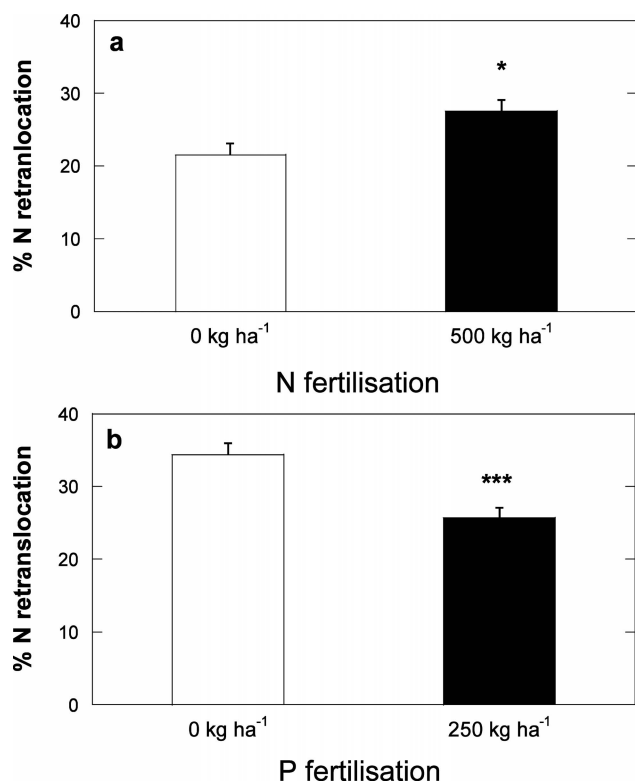 a
*
% N retranlocation
40
30
20
10
0
0 kg ha⁻¹ 500 kg ha⁻¹
N fertilisation
b
***
% N retranslocation
40
30
20
10
0
0 kg ha⁻¹ 250 kg ha⁻¹
P fertilisation